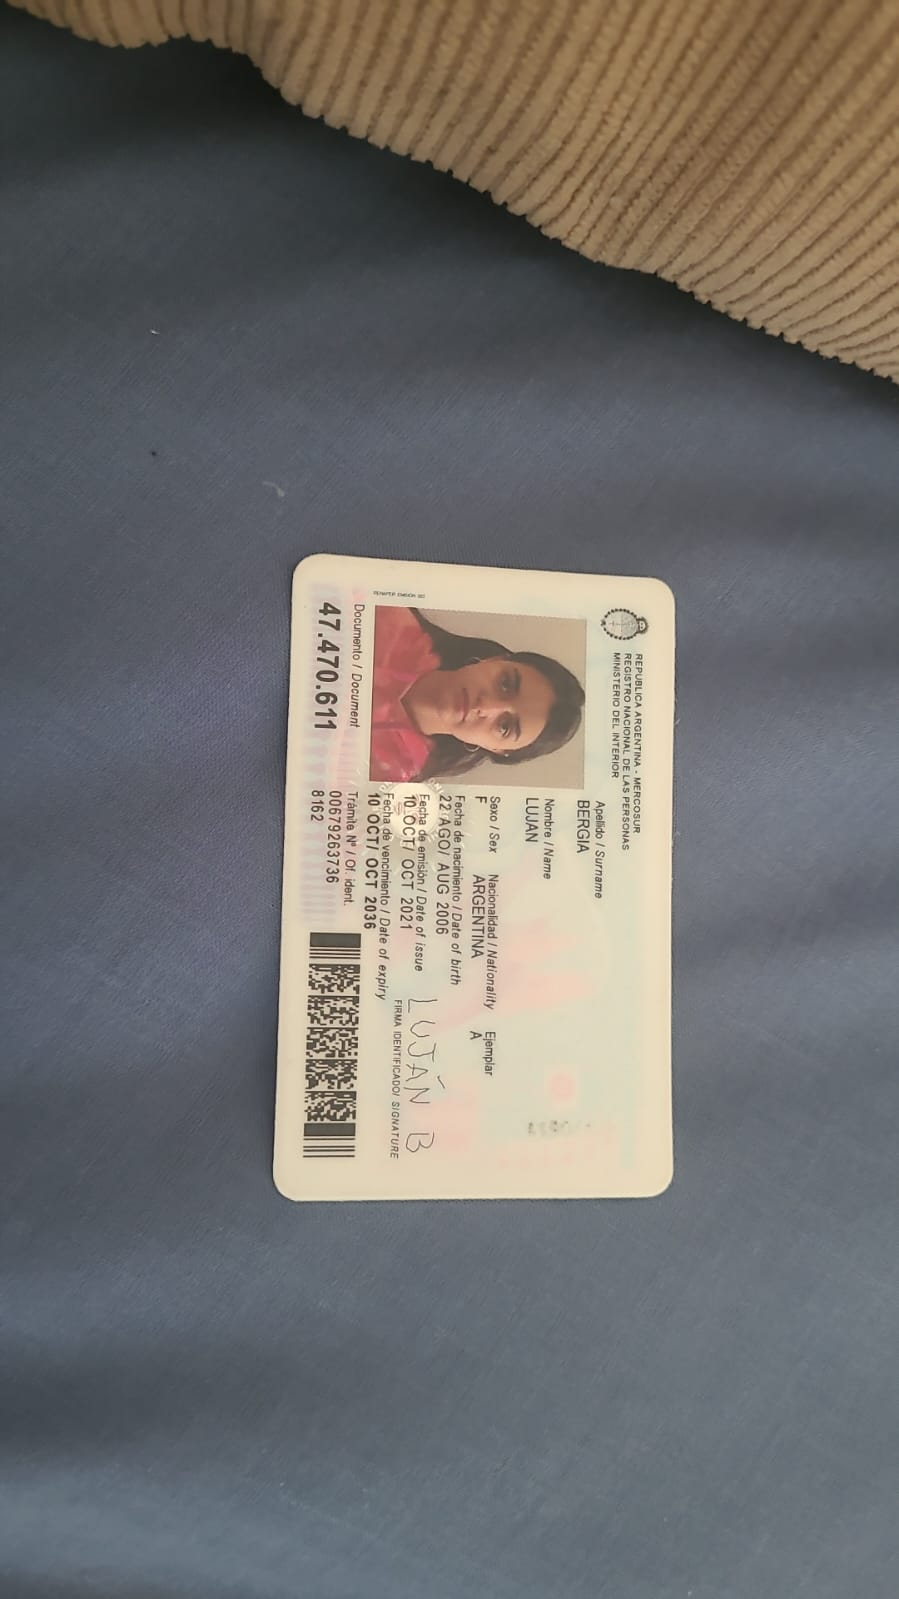 REPUBLICA ARGENTINA - MERCOSUR
REGISTRO NACIONAL DE LAS PERSONAS
MINISTERIO DEL INTERIOR
Apellido / Surname
BERGIA
Nombre / Name
LUJAN
Sexo / Sex Nacionalidad / Nationality Ejemplar
F ARGENTINA A
Fecha de nacimiento / Date of birth
22 AGO/ AUG 2006
Fecha de emisión / Date of issue
10 OCT/ OCT 2021
Fecha de vencimiento / Date of expiry
10 OCT/ OCT 2036
LUJÁN B
FIRMA IDENTIFICADO/ SIGNATURE
Documento / Document
47.470.611
Trámite Nº / Of. ident.
00679263736
8162